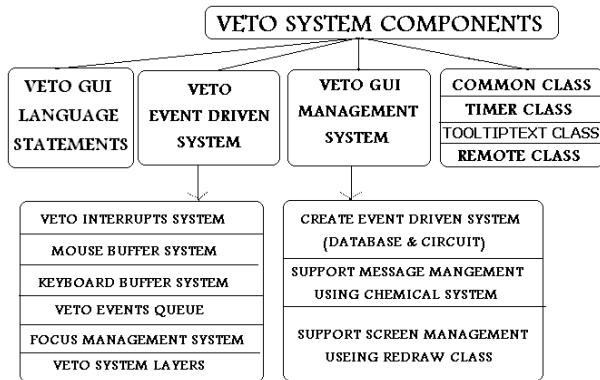 VETO SYSTEM COMPONENTS
VETO GUI
LANGUAGE
STATEMENTS
VETO
EVENT DRIVEN
SYSTEM
VETO GUI
MANAGEMENT
SYSTEM
COMMON CLASS
TIMER CLASS
TOOLTIPTEXT CLASS
REMOTE CLASS
VETO INTERRUPTS SYSTEM
MOUSE BUFFER SYSTEM
KEYBOARD BUFFER SYSTEM
VETO EVENTS QUEUE
FOCUS MANAGEMENT SYSTEM
VETO SYSTEM LAYERS
CREATE EVENT DRIVEN SYSTEM
(DATABASE & CIRCUIT)
SUPPORT MESSAGE MANGEMENT
USING CHEMICAL SYSTEM
SUPPORT SCREEN MANAGEMENT
USEING REDRAW CLASS